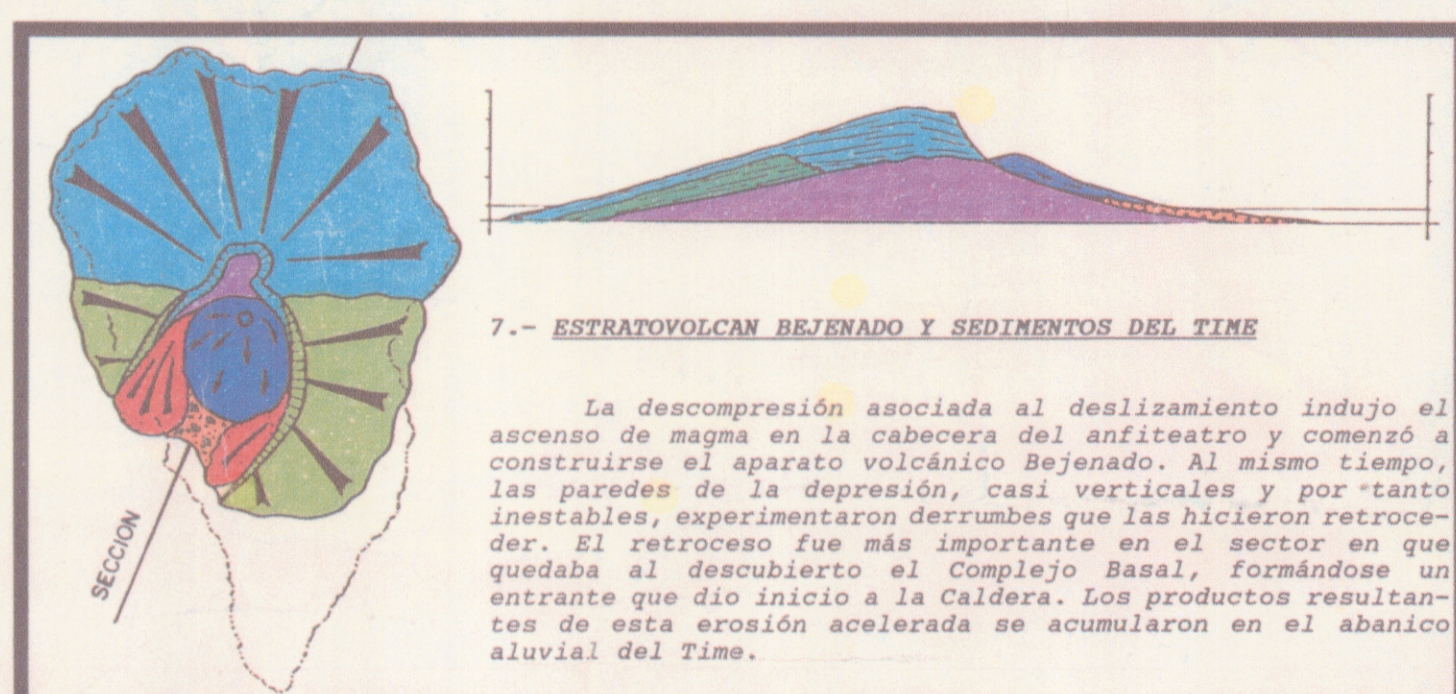 7.- ESTRATOVOLCAN BEJENADO Y SEDIMENTOS DEL TIME
La descompresión asociada al deslizamiento indujo el
ascenso de magma en la cabecera del anfiteatro y comenzó a
construirse el aparato volcánico Bejenado. Al mismo tiempo,
las paredes de la depresión, casi verticales y por tanto
inestables, experimentaron derrumbes que las hicieron retroce-
der. El retroceso fue más importante en el sector en que
quedaba al descubierto el Complejo Basal, formándose un
entrante que dio inicio a la Caldera. Los productos resultan-
tes de esta erosión acelerada se acumularon en el abanico
aluvial del Time.
SECCION